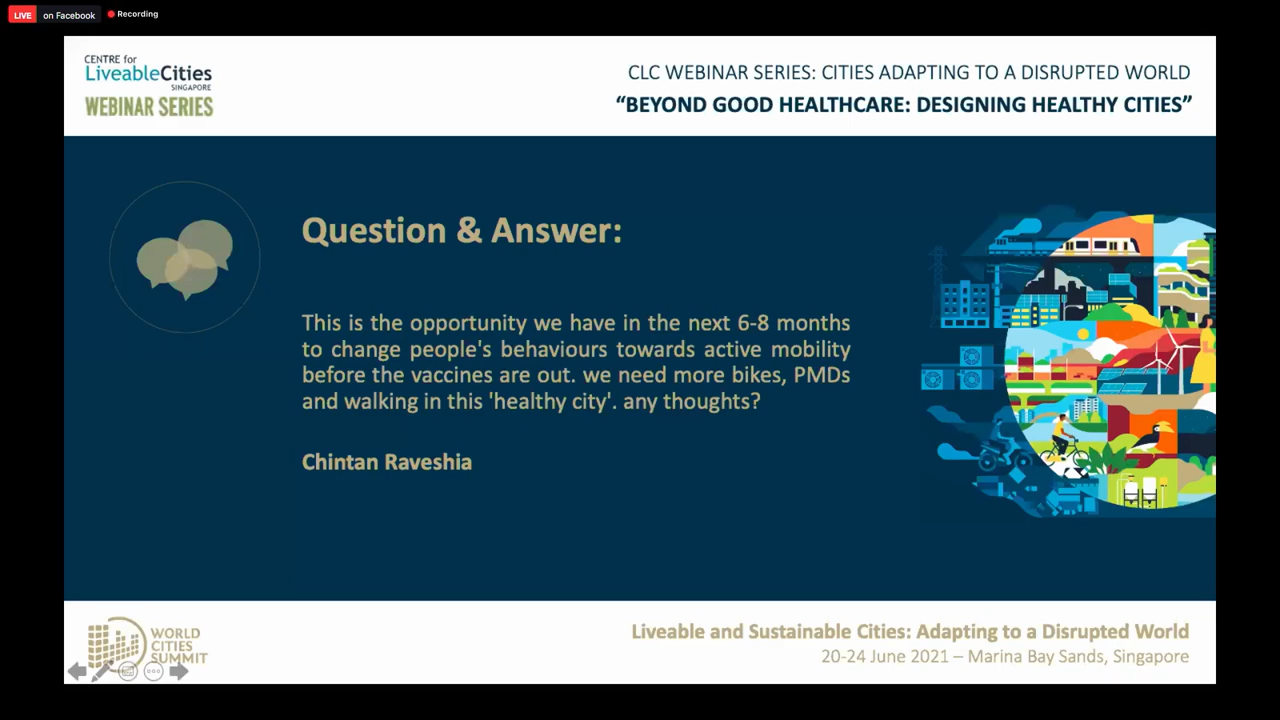 LIVE on Facebook Recording
CENTRE for
LiveableCities
SINGAPORE
WEBINAR SERIES
CLC WEBINAR SERIES: CITIES ADAPTING TO A DISRUPTED WORLD
“BEYOND GOOD HEALTHCARE: DESIGNING HEALTHY CITIES”
Question & Answer:
This is the opportunity we have in the next 6-8 months
to change people's behaviours towards active mobility
before the vaccines are out. we need more bikes, PMDs
and walking in this 'healthy city'. any thoughts?
Chintan Raveshia
WORLD
CITIES
SUMMIT
Liveable and Sustainable Cities: Adapting to a Disrupted World
20-24 June 2021 – Marina Bay Sands, Singapore